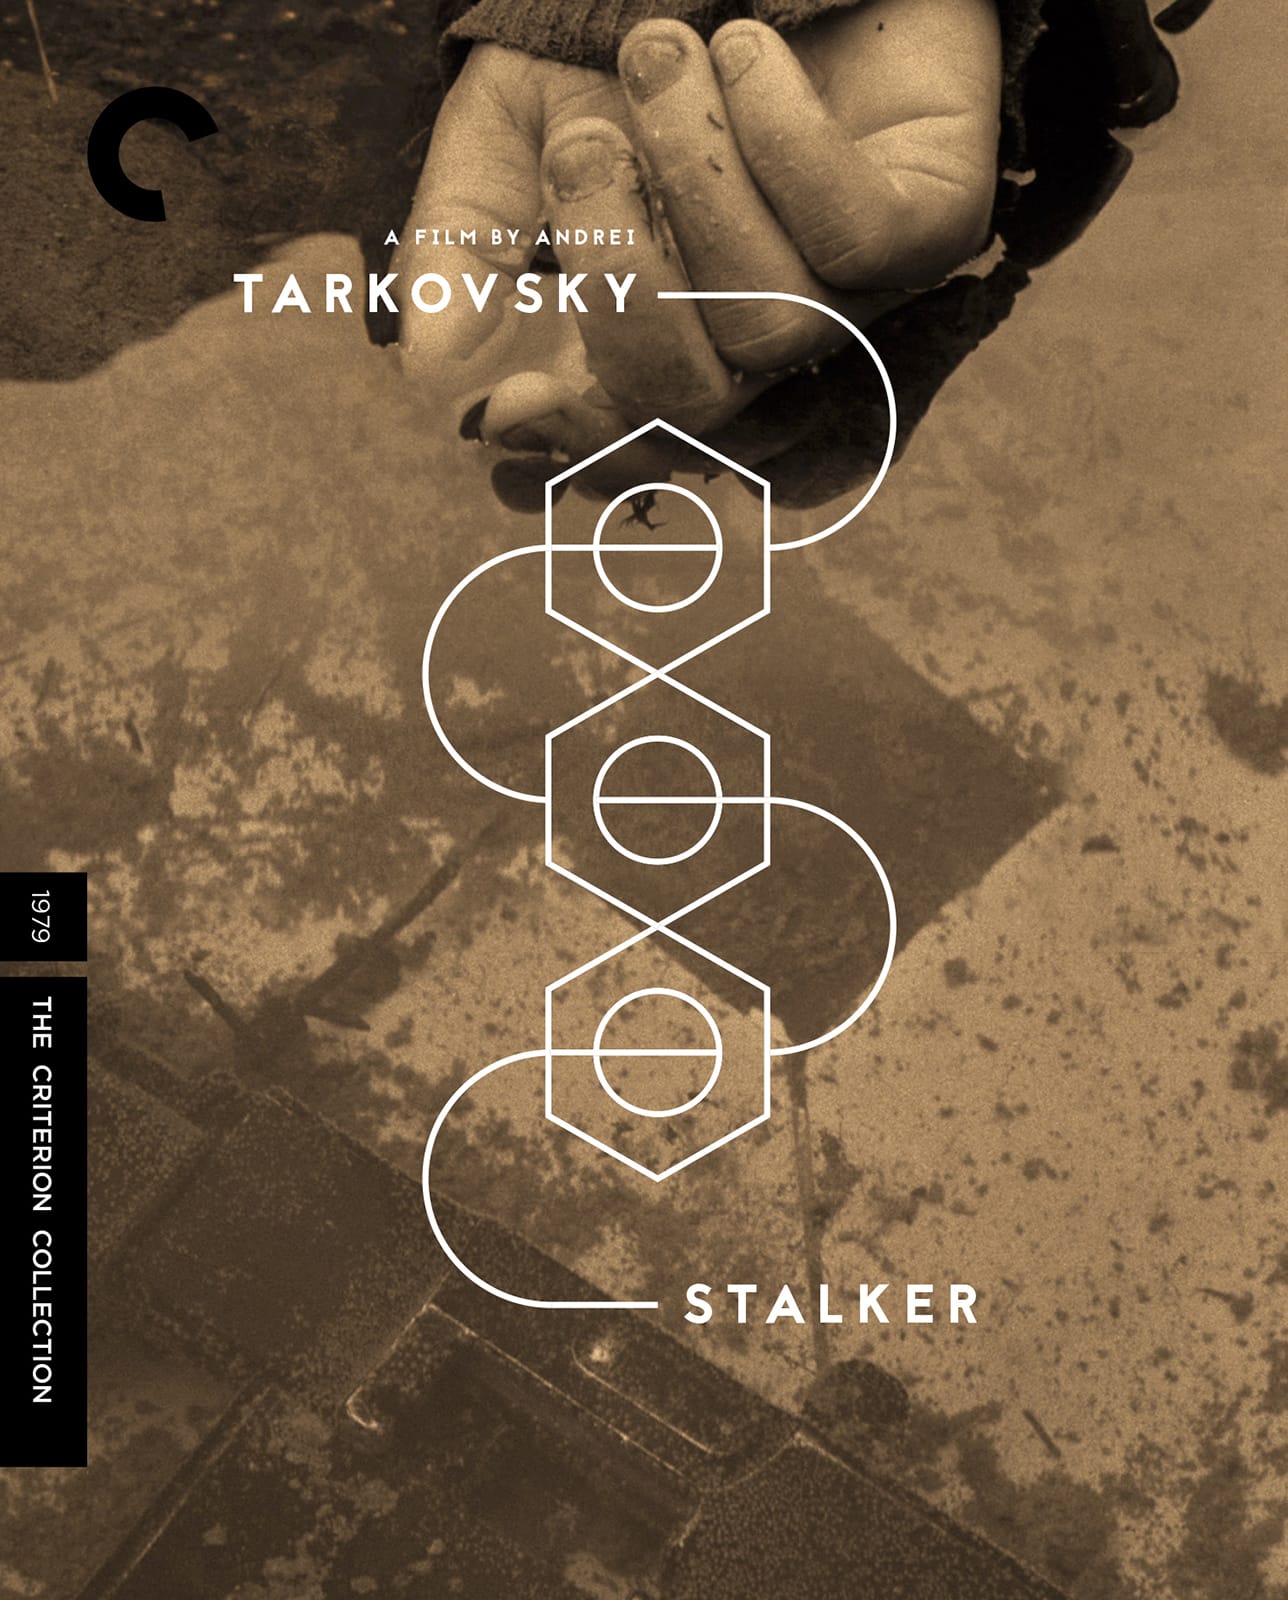 A FILM BY ANDREI
TARKOVSKY
STALKER
1979
THE CRITERION COLLECTION